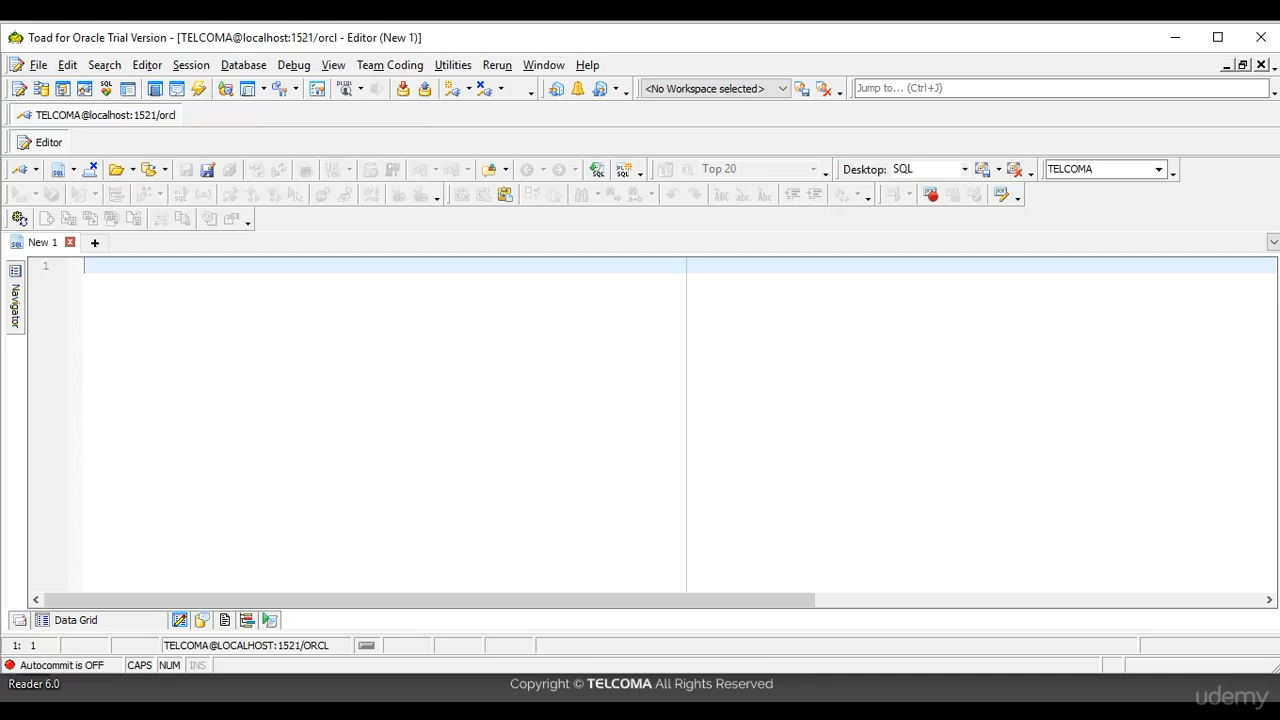 Toad for Oracle Trial Version - [TELCOMA@localhost:1521/orcl - Editor (New 1)]
File Edit Search Editor Session Database Debug View Team Coding Utilities Rerun Window Help
<No Workspace selected> Jump to... (Ctrl+J)
TELCOMA@localhost:1521/orcl
Editor
Top 20 Desktop: SQL TELCOMA
New 1
1
Navigator
Data Grid
1: 1 TELCOMA@LOCALHOST:1521/ORCL
Autocommit is OFF CAPS NUM INS
Reader 6.0
Copyright © TELCOMA All Rights Reserved
udemy